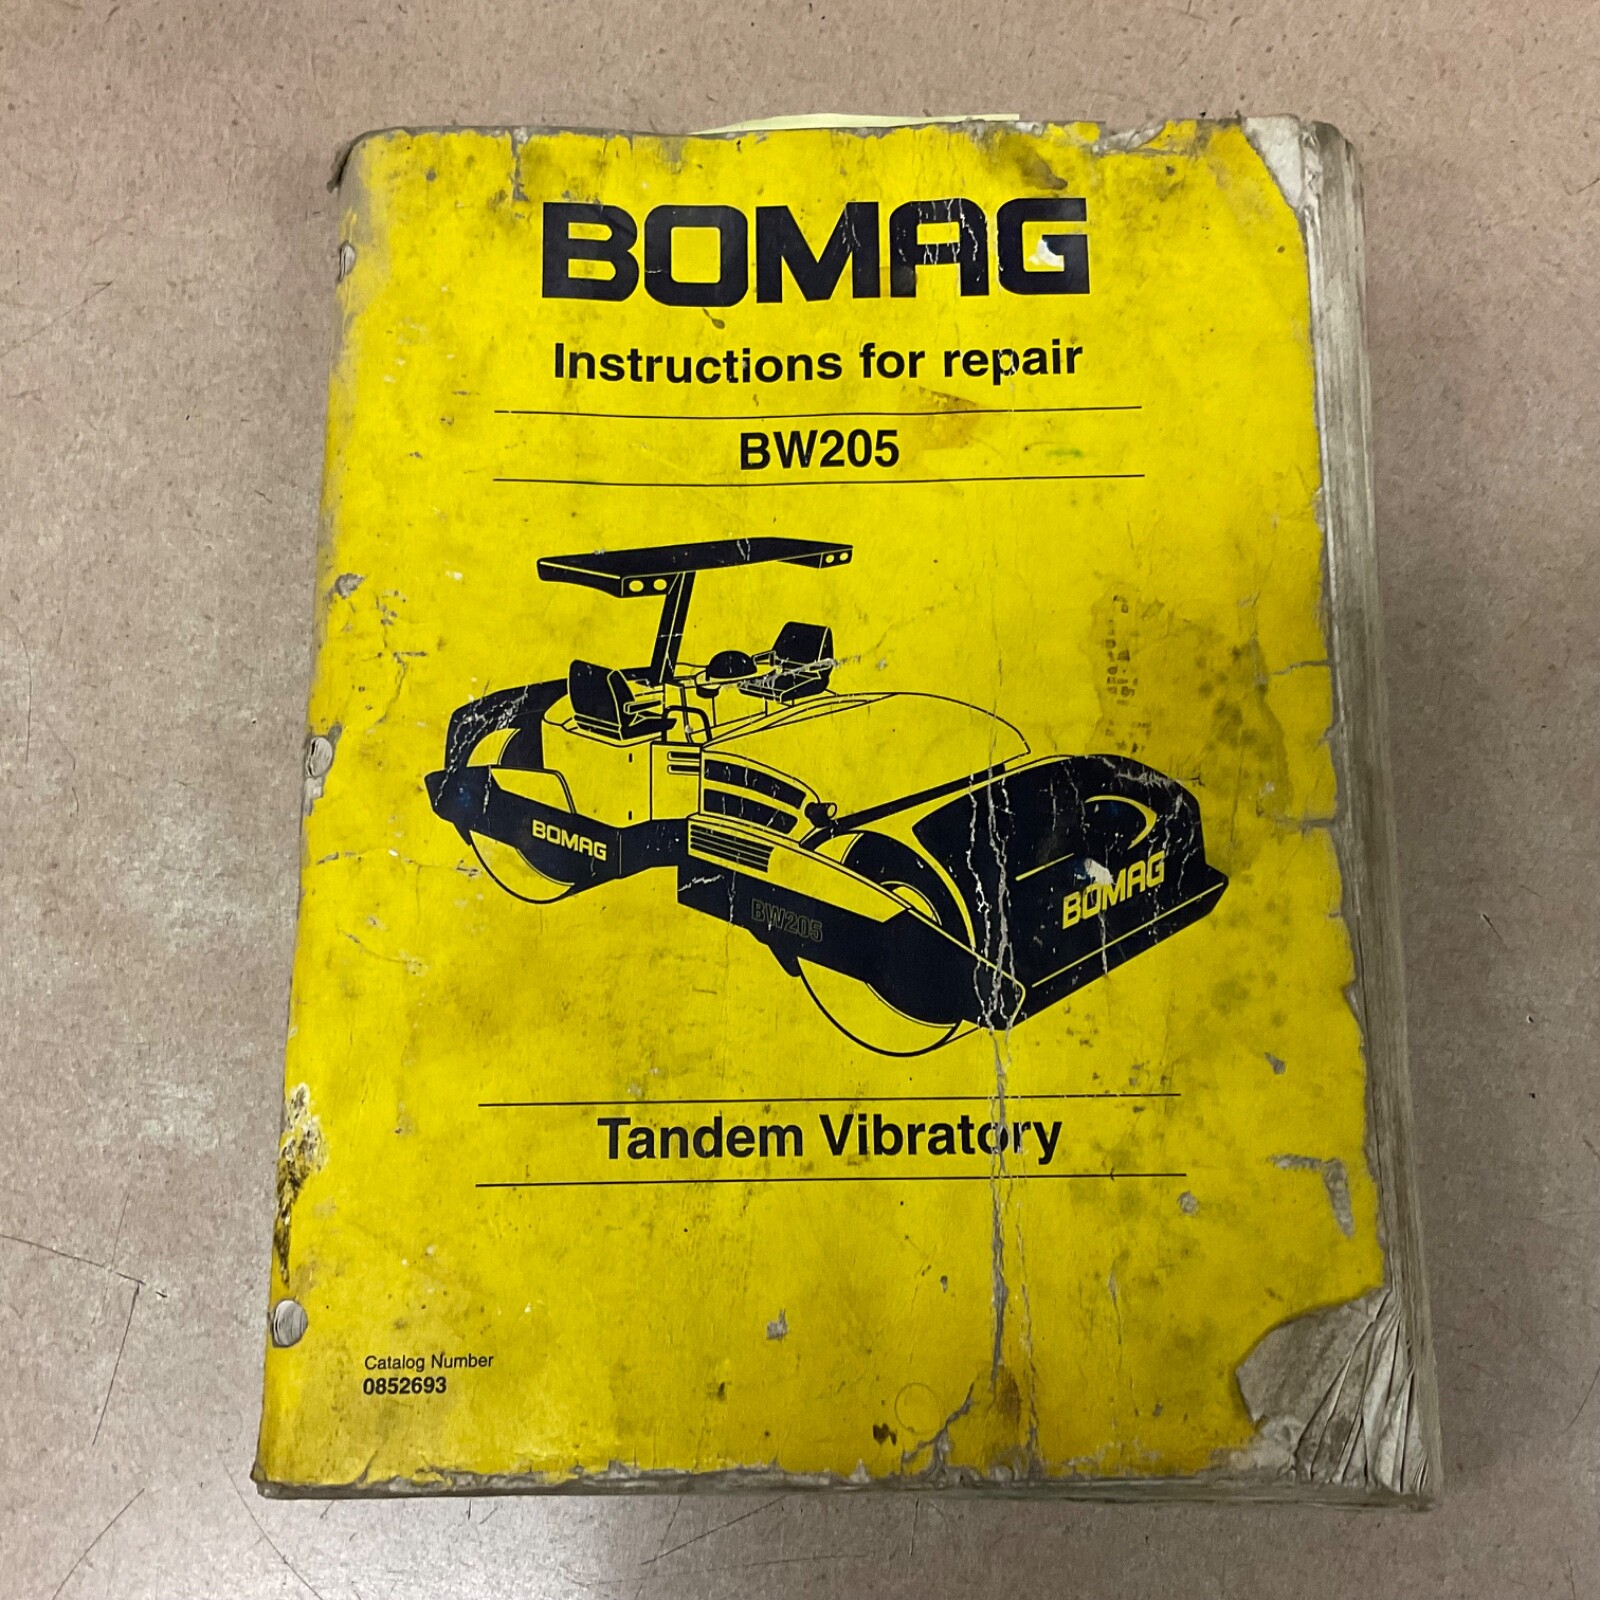 BOMAG
Instructions for repair
BW205
BOMAG
BOMAG
BW205
Tandem Vibratory
Catalog Number
0852693